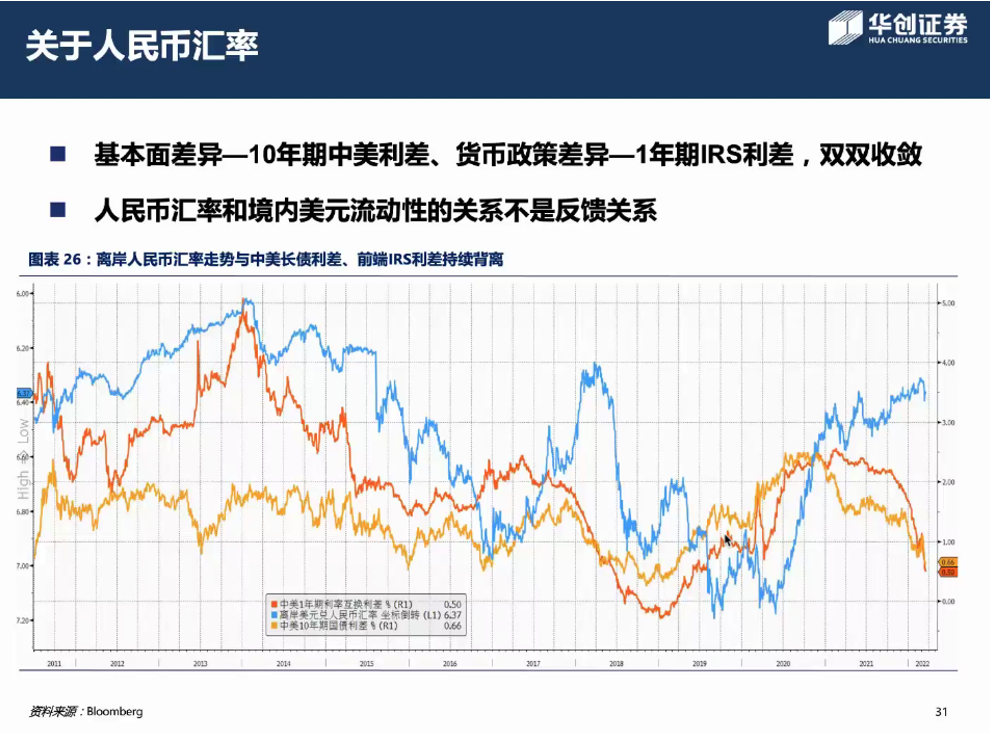 关于人民币汇率
华创证券
HUA CHUANG SECURITIES
■ 基本面差异—10年期中美利差、货币政策差异—1年期IRS利差，双双收敛
■ 人民币汇率和境内美元流动性的关系不是反馈关系
图表 26：离岸人民币汇率走势与中美长债利差、前端IRS利差持续背离
6.00
6.20
6.37
6.40
6.80
7.00
7.20
High Low
5.00
4.00
3.00
2.00
1.00
0.66
0.50
0.00
中美1年期利率互换利差 % (R1) 0.50
离岸美元兑人民币汇率 坐标倒转 (L1) 6.37
中美10年期国债利差 % (R1) 0.66
2011 2012 2013 2014 2015 2016 2017 2018 2019 2020 2021 2022
资料来源：Bloomberg
31